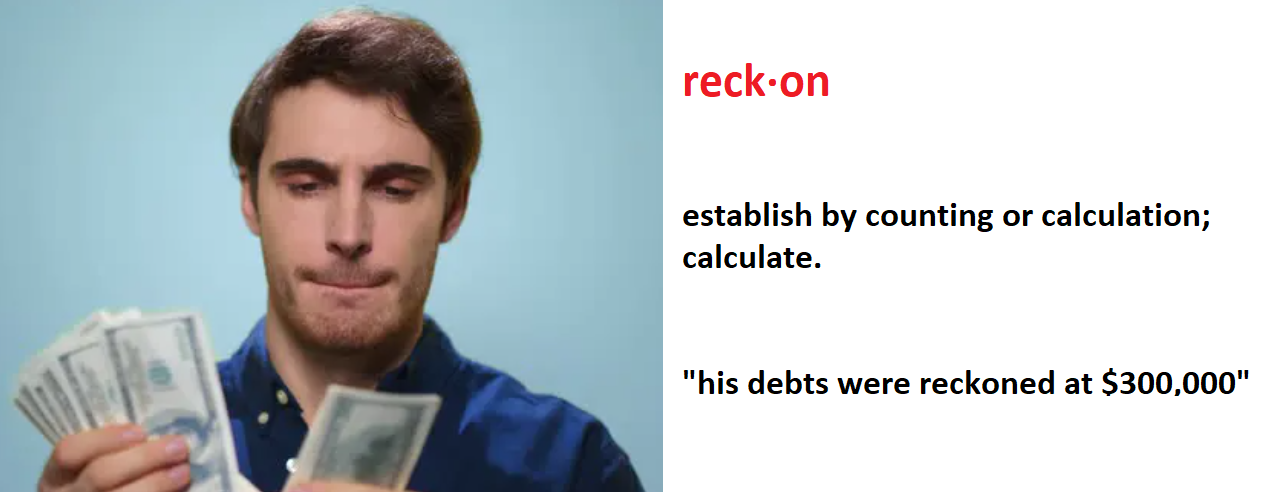 reck·on
establish by counting or calculation;
calculate.
"his debts were reckoned at $300,000"